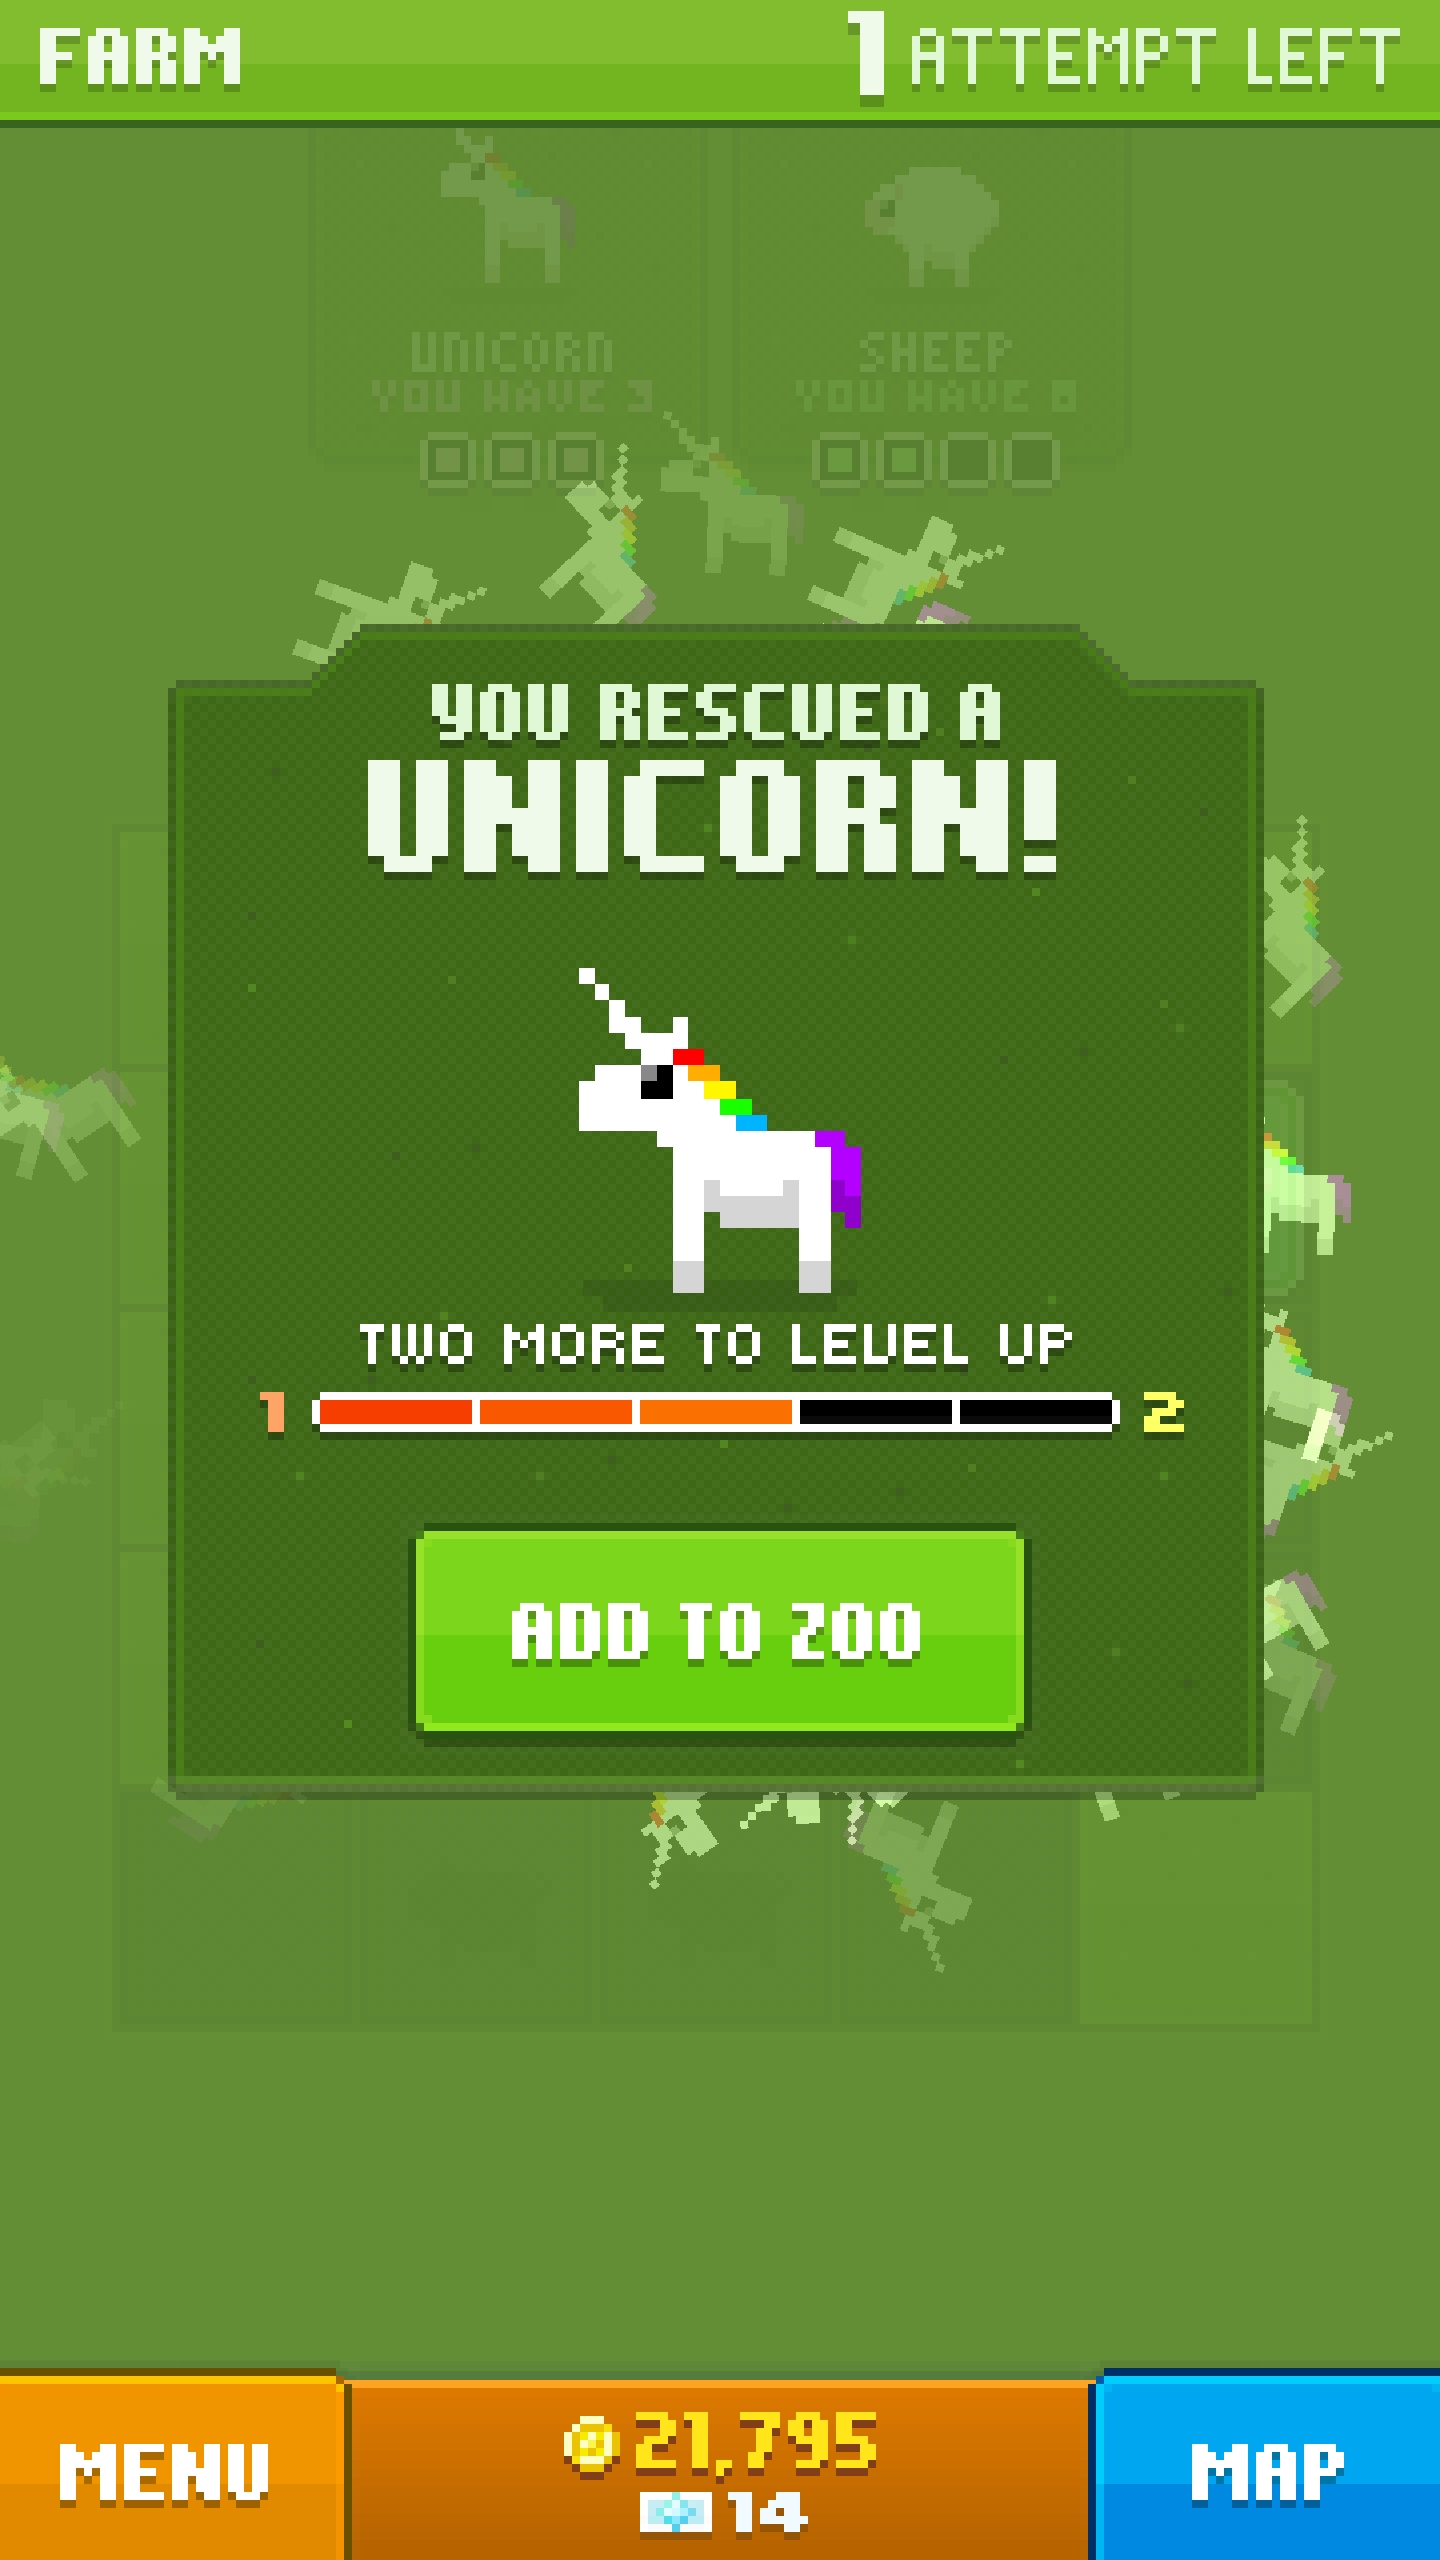 FARM
1 ATTEMPT LEFT
UNICORN
YOU HAVE 3
SHEEP
YOU HAVE 8
YOU RESCUED A
UNICORN!
TWO MORE TO LEVEL UP
1
2
ADD TO ZOO
MENU
21,795
14
MAP